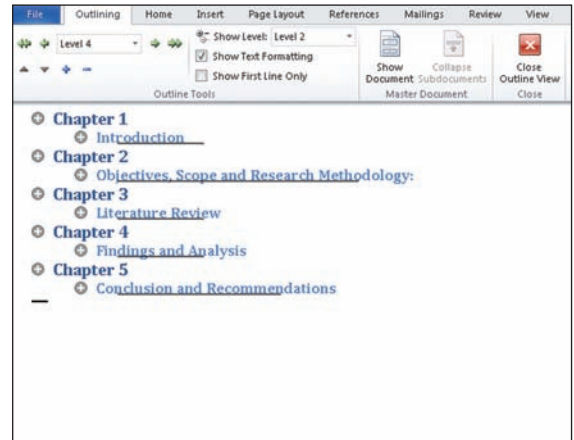 File Outlining Home Insert Page Layout References Mailings Review View
Level 4
Show Level: Level 2
Show Text Formatting
Show First Line Only
Show Document
Collapse Subdocuments
Close Outline View
Outline Tools
Master Document
Close
Chapter 1
Introduction
Chapter 2
Objectives, Scope and Research Methodology:
Chapter 3
Literature Review
Chapter 4
Findings and Analysis
Chapter 5
Conclusion and Recommendations